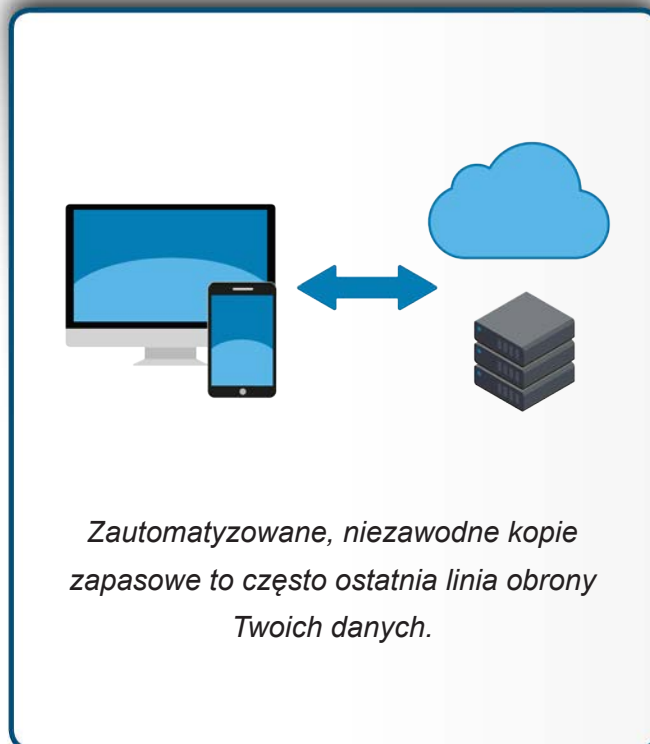 Zautomatyzowane, niezawodne kopie
zapasowe to często ostatnia linia obrony
Twoich danych.